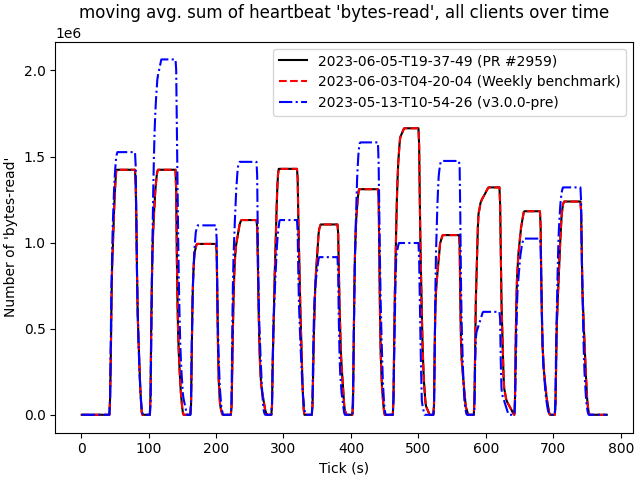 moving avg. sum of heartbeat 'bytes-read', all clients over time
1e6
2023-06-05-T19-37-49 (PR #2959)
2023-06-03-T04-20-04 (Weekly benchmark)
2023-05-13-T10-54-26 (v3.0.0-pre)
Number of 'bytes-read'
2.0
1.5
1.0
0.5
0.0
0 100 200 300 400 500 600 700 800
Tick (s)